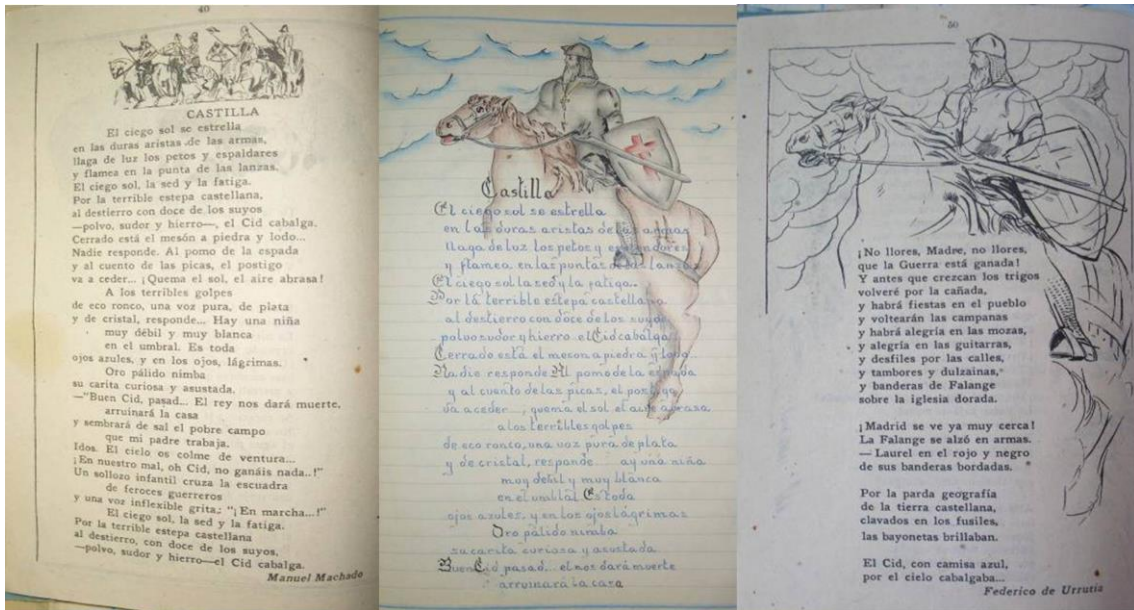 40
CASTILLA
El ciego sol se estrella
en las duras aristas de las armas,
llaga de luz los petos y espaldares
y flamea en la punta de las lanzas.
El ciego sol, la sed y la fatiga.
Por la terrible estepa castellana,
al destierro con doce de los suyos
—polvo, sudor y hierro—, el Cid cabalga.
Cerrado está el mesón a piedra y lodo...
Nadie responde. Al pomo de la espada
y al cuento de las picas, el postigo
va a ceder... ¡Quema el sol, el aire abrasa!
A los terribles golpes
de eco ronco, una voz pura, de plata
y de cristal, responde... Hay una niña
muy débil y muy blanca
en el umbral. Es toda
ojos azules, y en los ojos, lágrimas.
Oro pálido nimba
su carita curiosa y asustada.
—"Buen Cid, pasad... El rey nos dará muerte,
arruinará la casa
y sembrará de sal el pobre campo
que mi padre trabaja.
Idos. El cielo os colme de ventura...
¡En nuestro mal, oh Cid, no ganáis nada..!"
Un sollozo infantil cruza la escuadra
de feroces guerreros
y una voz inflexible grita: "¡En marcha...!"
El ciego sol, la sed y la fatiga.
Por la terrible estepa castellana
al destierro, con doce de los suyos,
—polvo, sudor y hierro—el Cid cabalga.
Manuel Machado
Castilla
El ciego sol se estrella
en las duras aristas de las armas
llaga de luz los petos y
y flamea en las puntas de las lanzas
El ciego sol la sed y la fatiga..
Por la terrible estepa castellana
al destierro con doce de los suyos
polvo sudor y hierro el Cid cabalga
Cerrado está el mecon a piedra y lodo
Nadie responde Al pomo de la espada
y al cuento de las picas, el postigo
va a ceder... ¡quema el sol el aire abrasa
a los terribles golpes
de eco ronco, una voz pura de plata
y de cristal, responde.... ay una niña
muy debil y muy blanca
en el Es toda
ojos azules, y en los ojos lágrimas
Oro pálido nimba
su carita curiosa y asustada
Buen Cid pasad... el nos dará muerte
arruinará la casa
50
¡No llores, Madre, no llores,
que la Guerra está ganada!
Y antes que crezcan los trigos
volveré por la cañada,
y habrá fiestas en el pueblo
y voltearán las campanas
y habrá alegría en las mozas,
y alegría en las guitarras,
y desfiles por las calles,
y tambores y dulzainas,
y banderas de Falange
sobre la iglesia dorada.
¡Madrid se ve ya muy cerca!
La Falange se alzó en armas.
— Laurel en el rojo y negro
de sus banderas bordadas.
Por la parda geografía
de la tierra castellana,
clavados en los fusiles,
las bayonetas brillaban.
El Cid, con camisa azul,
por el cielo cabalgaba...
Federico de Urrutia